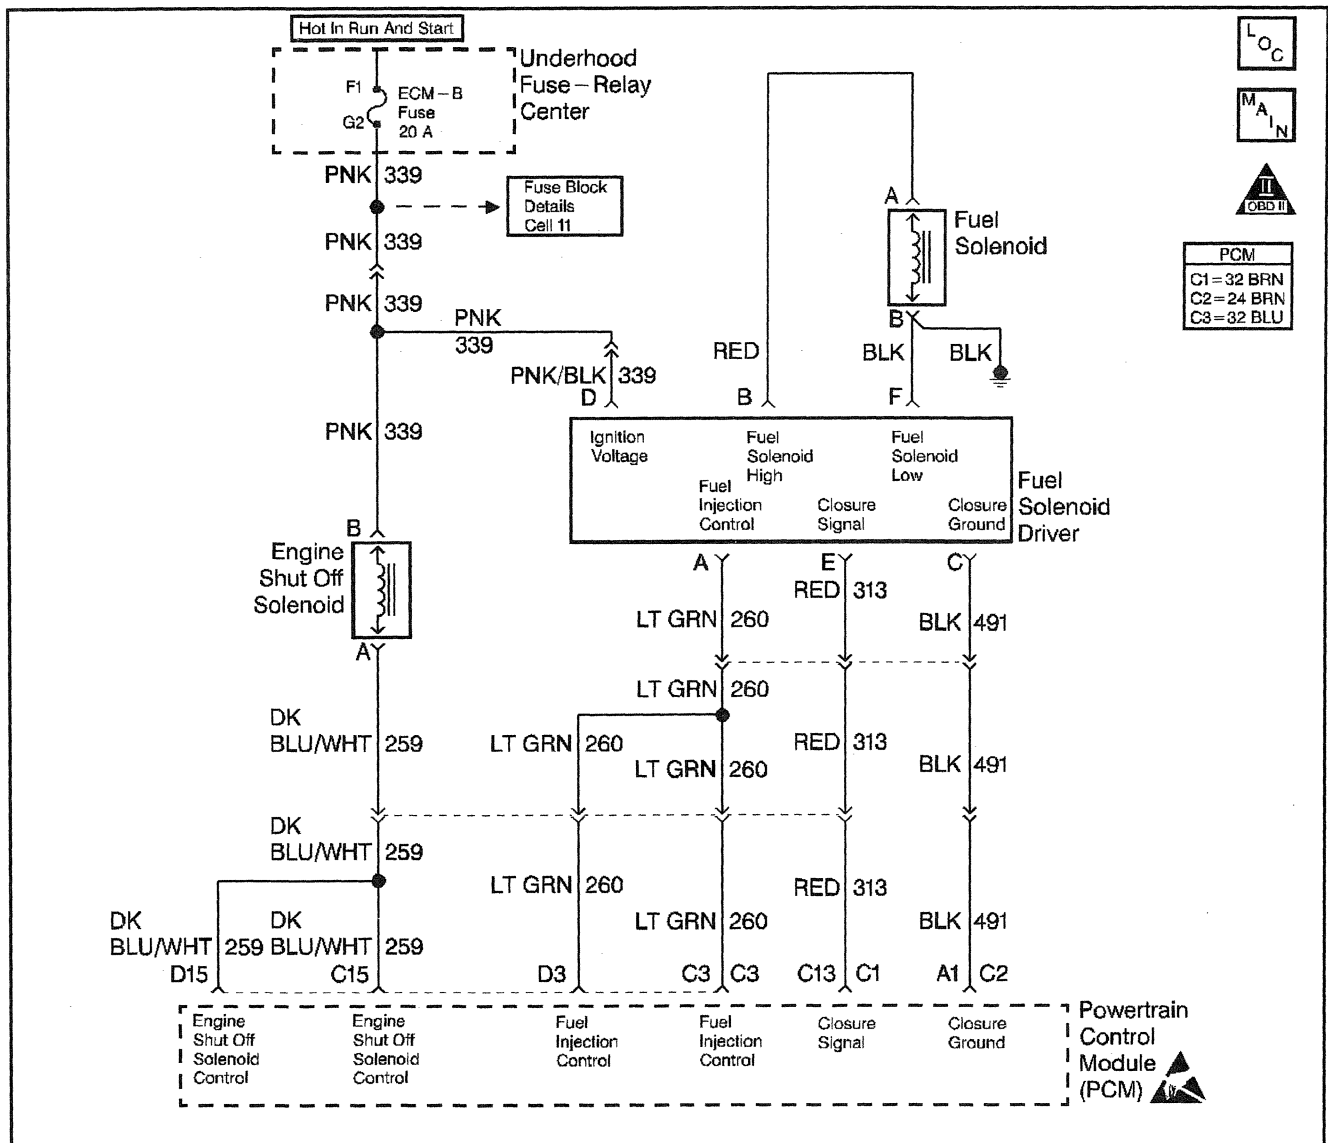 Hot In Run And Start
Underhood
Fuse – Relay
Center
F1
ECM – B
Fuse
20 A
G2
PNK 339
Fuse Block
Details
Cell 11
PNK 339
PNK 339
PNK
339
PNK/BLK 339
D
PNK 339
L
O
C
M
A
I
N
II
OBD II
PCM
C1=32 BRN
C2=24 BRN
C3=32 BLU
A
Fuel
Solenoid
B
RED
BLK
BLK
B
F
Ignition
Voltage
Fuel
Solenoid
High
Fuel
Solenoid
Low
Fuel
Injection
Control
Closure
Signal
Closure
Ground
Fuel
Solenoid
Driver
B
Engine
Shut Off
Solenoid
A
A
E
C
RED 313
LT GRN 260
BLK 491
LT GRN 260
DK
BLU/WHT 259
LT GRN 260
LT GRN 260
RED 313
BLK 491
DK
BLU/WHT 259
LT GRN 260
RED 313
DK
BLU/WHT 259
DK
BLU/WHT 259
LT GRN 260
BLK 491
D15
C15
D3
C3 C3
C13 C1
A1 C2
Engine
Shut Off
Solenoid
Control
Engine
Shut Off
Solenoid
Control
Fuel
Injection
Control
Fuel
Injection
Control
Closure
Signal
Closure
Ground
Powertrain
Control
Module
(PCM)